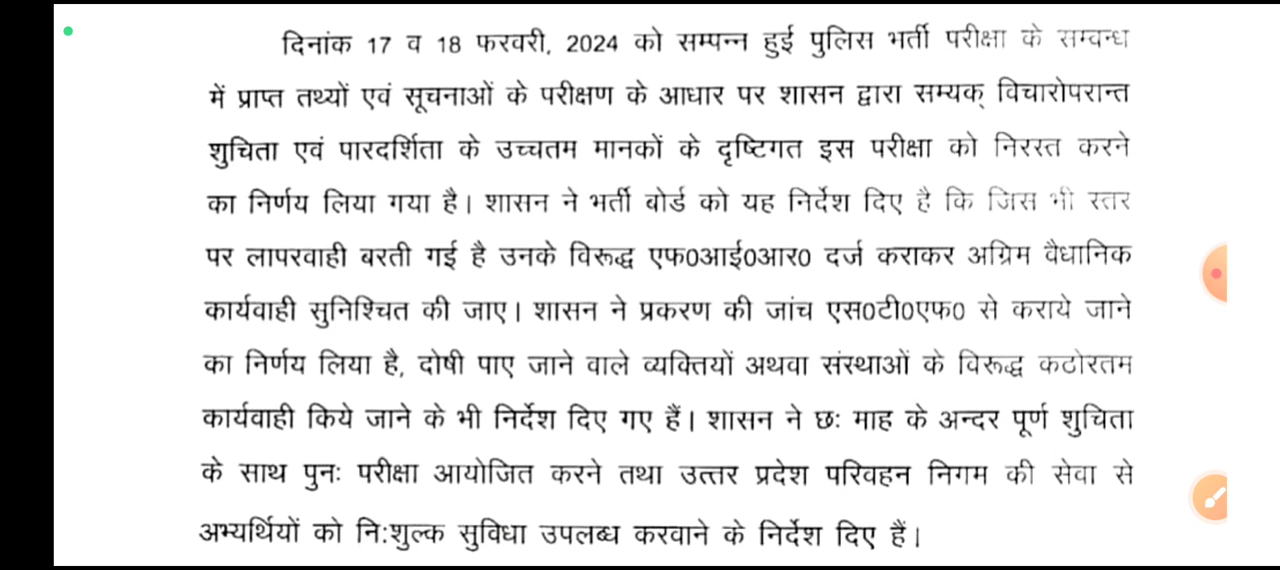 दिनांक 17 व 18 फरवरी, 2024 को सम्पन्न हुई पुलिस भर्ती परीक्षा के सम्वन्ध
में प्राप्त तथ्यों एवं सूचनाओं के परीक्षण के आधार पर शासन द्वारा सम्यक् विचारोपरान्त
शुचिता एवं पारदर्शिता के उच्चतम मानकों के दृष्टिगत इस परीक्षा को निरस्त करने
का निर्णय लिया गया है। शासन ने भर्ती बोर्ड को यह निर्देश दिए है कि जिस भी स्तर
पर लापरवाही बरती गई है उनके विरूद्ध एफ0आई0आर0 दर्ज कराकर अग्रिम वैधानिक
कार्यवाही सुनिश्चित की जाए। शासन ने प्रकरण की जांच एस0टी0एफ0 से कराये जाने
का निर्णय लिया है, दोषी पाए जाने वाले व्यक्तियों अथवा संस्थाओं के विरूद्ध कठोरतम
कार्यवाही किये जाने के भी निर्देश दिए गए हैं। शासन ने छः माह के अन्दर पूर्ण शुचिता
के साथ पुनः परीक्षा आयोजित करने तथा उत्तर प्रदेश परिवहन निगम की सेवा से
अभ्यर्थियों को नि:शुल्क सुविधा उपलब्ध करवाने के निर्देश दिए हैं।